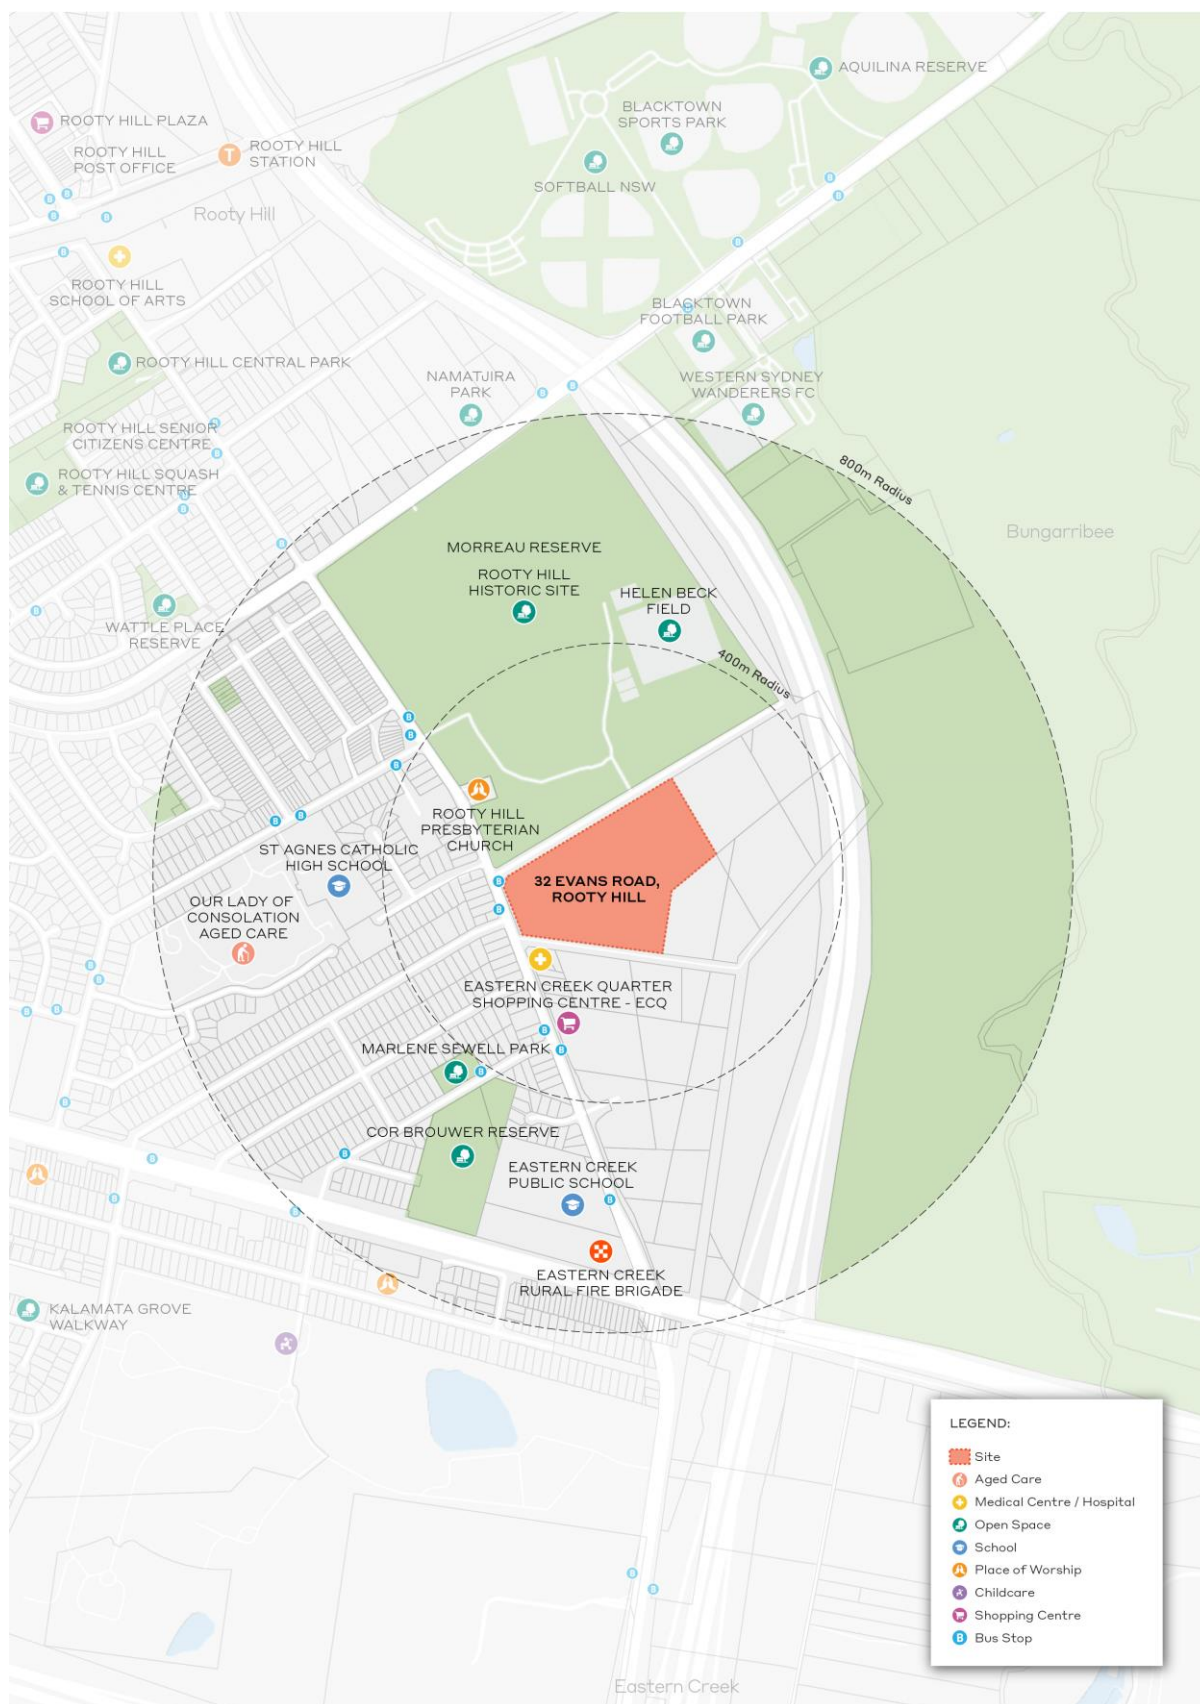 AQUILINA RESERVE
BLACKTOWN
SPORTS PARK
ROOTY HILL PLAZA
ROOTY HILL
POST OFFICE
T
ROOTY HILL
STATION
SOFTBALL NSW
Rooty Hill
ROOTY HILL
SCHOOL OF ARTS
BLACKTOWN
FOOTBALL PARK
ROOTY HILL CENTRAL PARK
NAMATJIRA
PARK
WESTERN SYDNEY
WANDERERS FC
ROOTY HILL SENIOR
CITIZENS CENTRE
ROOTY HILL SQUASH
& TENNIS CENTRE
800m Radius
Bungarribee
MORREAU RESERVE
ROOTY HILL
HISTORIC SITE
HELEN BECK
FIELD
WATTLE PLACE
RESERVE
400m Radius
ROOTY HILL
PRESBYTERIAN
CHURCH
ST AGNES CATHOLIC
HIGH SCHOOL
32 EVANS ROAD,
ROOTY HILL
OUR LADY OF
CONSOLATION
AGED CARE
EASTERN CREEK QUARTER
SHOPPING CENTRE - ECQ
MARLENE SEWELL PARK
COR BROUWER RESERVE
EASTERN CREEK
PUBLIC SCHOOL
EASTERN CREEK
RURAL FIRE BRIGADE
KALAMATA GROVE
WALKWAY
LEGEND:
Site
Aged Care
Medical Centre / Hospital
Open Space
School
Place of Worship
Childcare
Shopping Centre
B Bus Stop
Eastern Creek